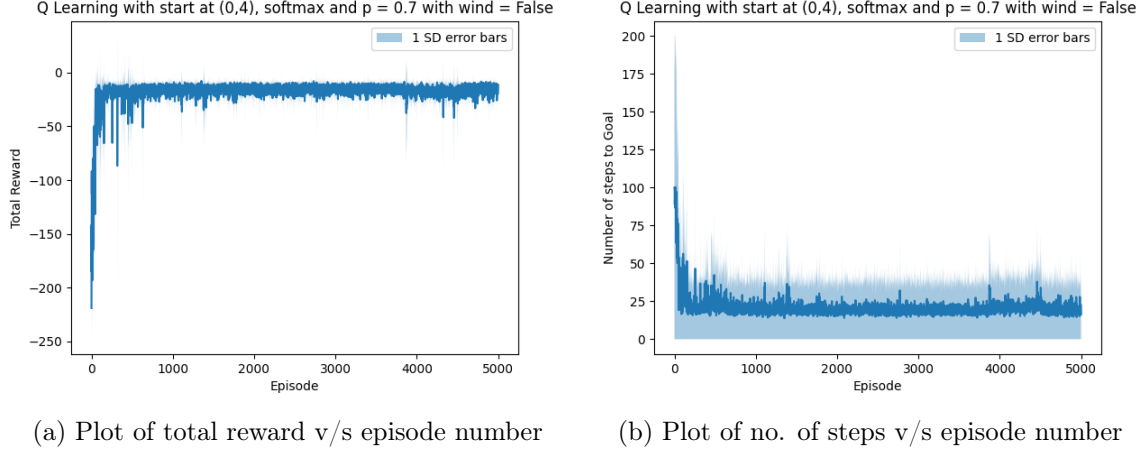 Q Learning with start at (0,4), softmax and p = 0.7 with wind = False
1 SD error bars
0
−50
−100
−150
−200
−250
Total Reward
0
1000
2000
3000
4000
5000
Episode
(a) Plot of total reward v/s episode number
Q Learning with start at (0,4), softmax and p = 0.7 with wind = False
1 SD error bars
200
175
150
125
100
75
50
25
0
Number of steps to Goal
0
1000
2000
3000
4000
5000
Episode
(b) Plot of no. of steps v/s episode number